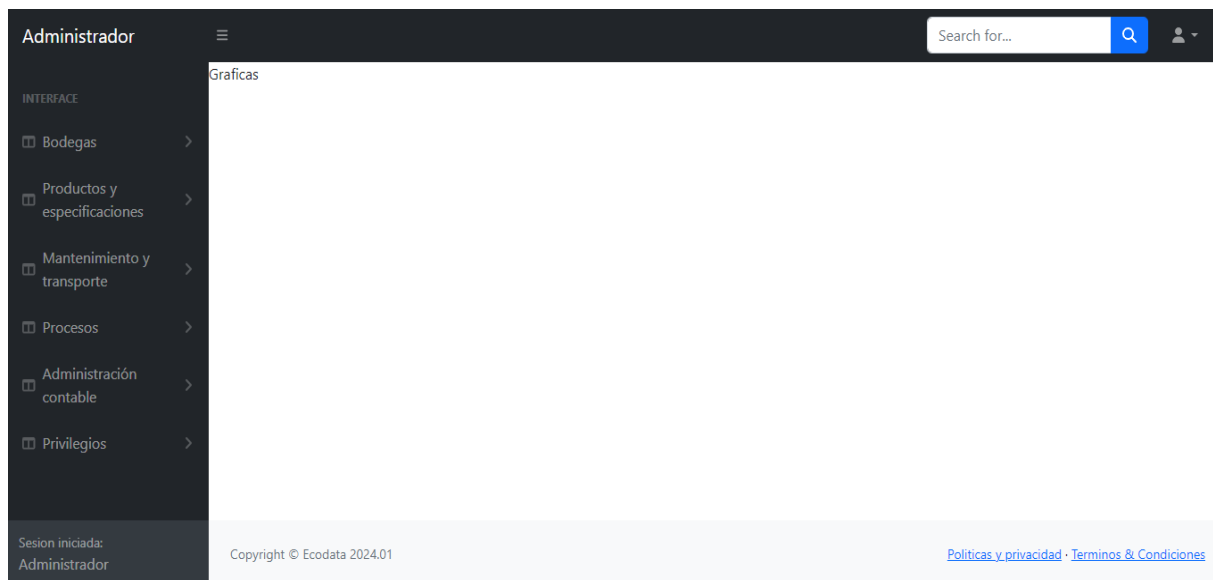 Administrador
Search for...
INTERFACE
Bodegas
Productos y
especificaciones
Mantenimiento y
transporte
Procesos
Administración
contable
Privilegios
Sesion iniciada:
Administrador
Graficas
Copyright © Ecodata 2024.01
Politicas y privacidad · Terminos & Condiciones